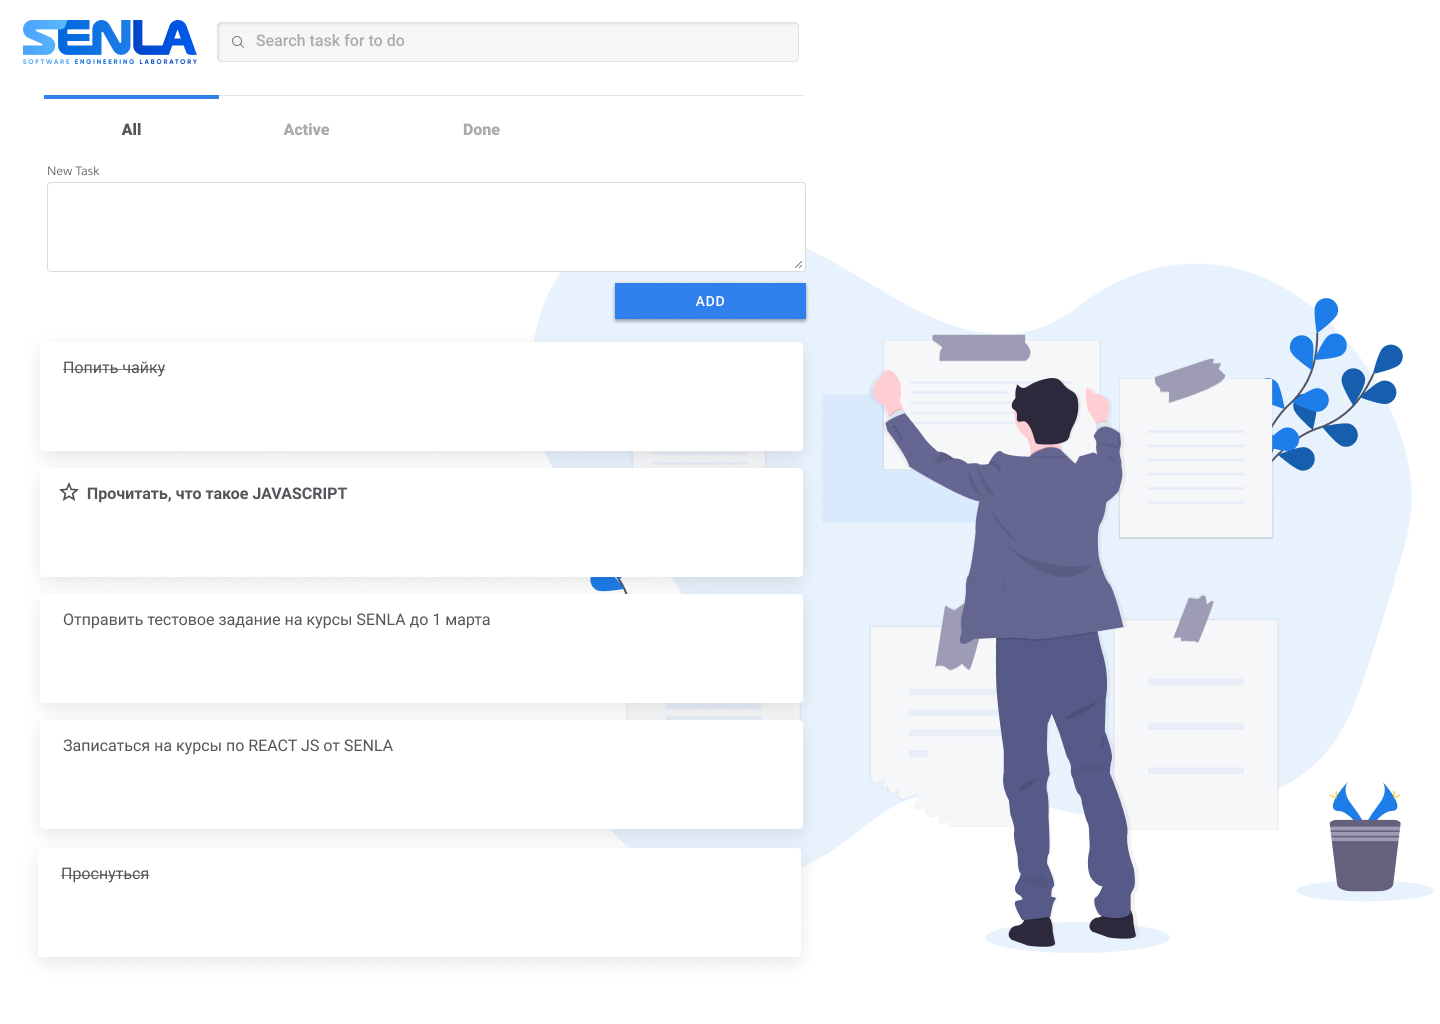 SENLA
SOFTWARE ENGINEERING LABORATORY
Search task for to do
All
Active
Done
New Task
ADD
Попить чайку
Прочитать, что такое JAVASCRIPT
Отправить тестовое задание на курсы SENLA до 1 марта
Записаться на курсы по REACT JS от SENLA
Проснуться